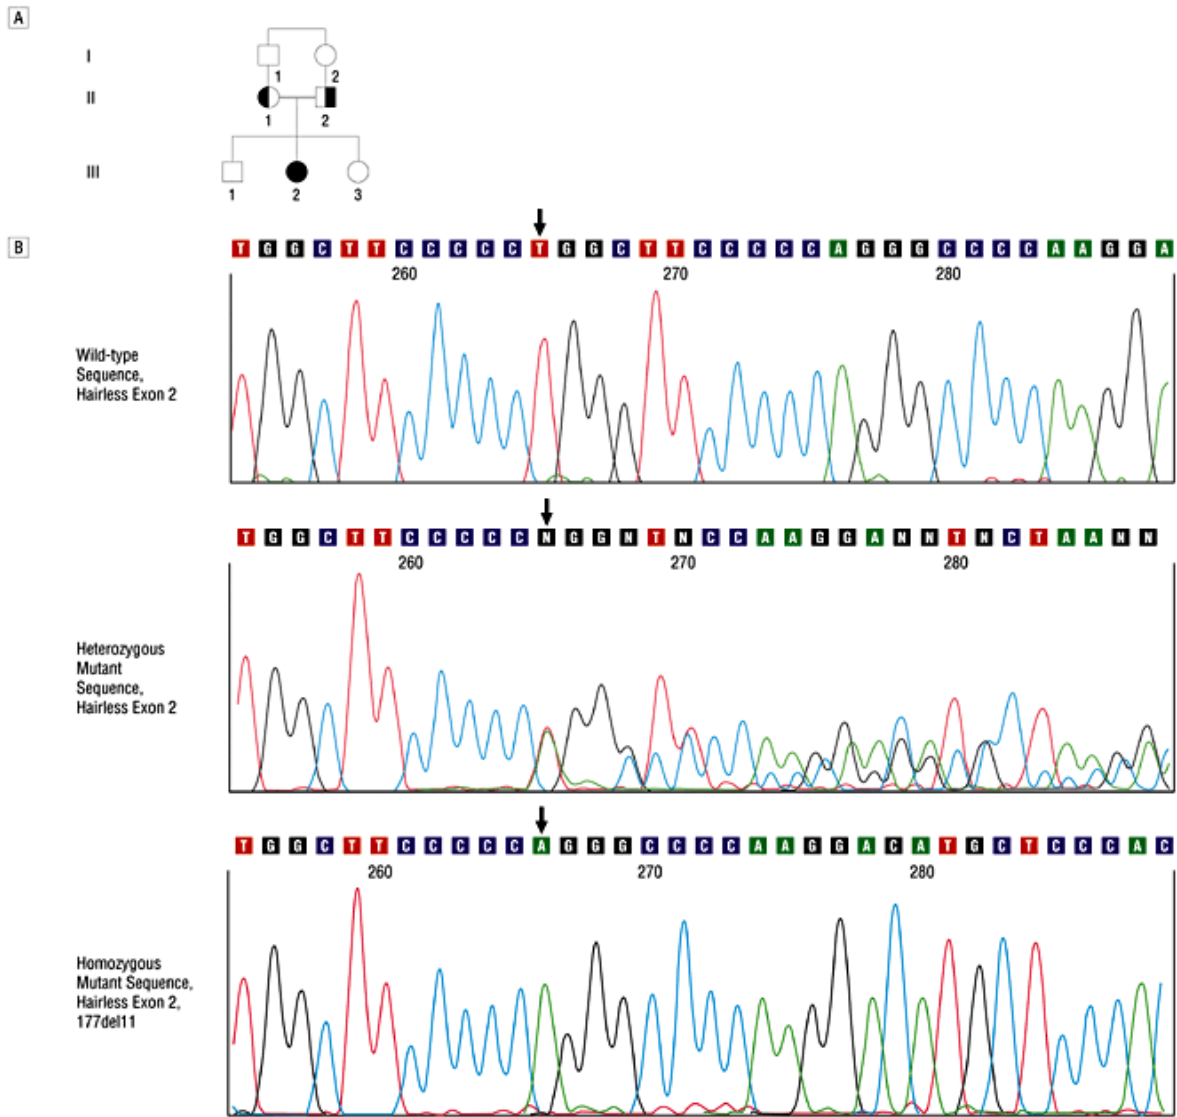 A
I
1 2
II
1 2
III
1 2 3
B
T G G C T T C C C C C T G G C T T C C C C C A G G G C C C C A A G G A
260 270 280
Wild-type
Sequence,
Hairless Exon 2
T G G C T T C C C C C N G G N T N C C A A G G A N N T N C T A A N N
260 270 280
Heterozygous
Mutant
Sequence,
Hairless Exon 2
T G G C T T C C C C C A G G G C C C C A A G G A C A T G C T C C C A C
260 270 280
Homozygous
Mutant Sequence,
Hairless Exon 2,
177del11